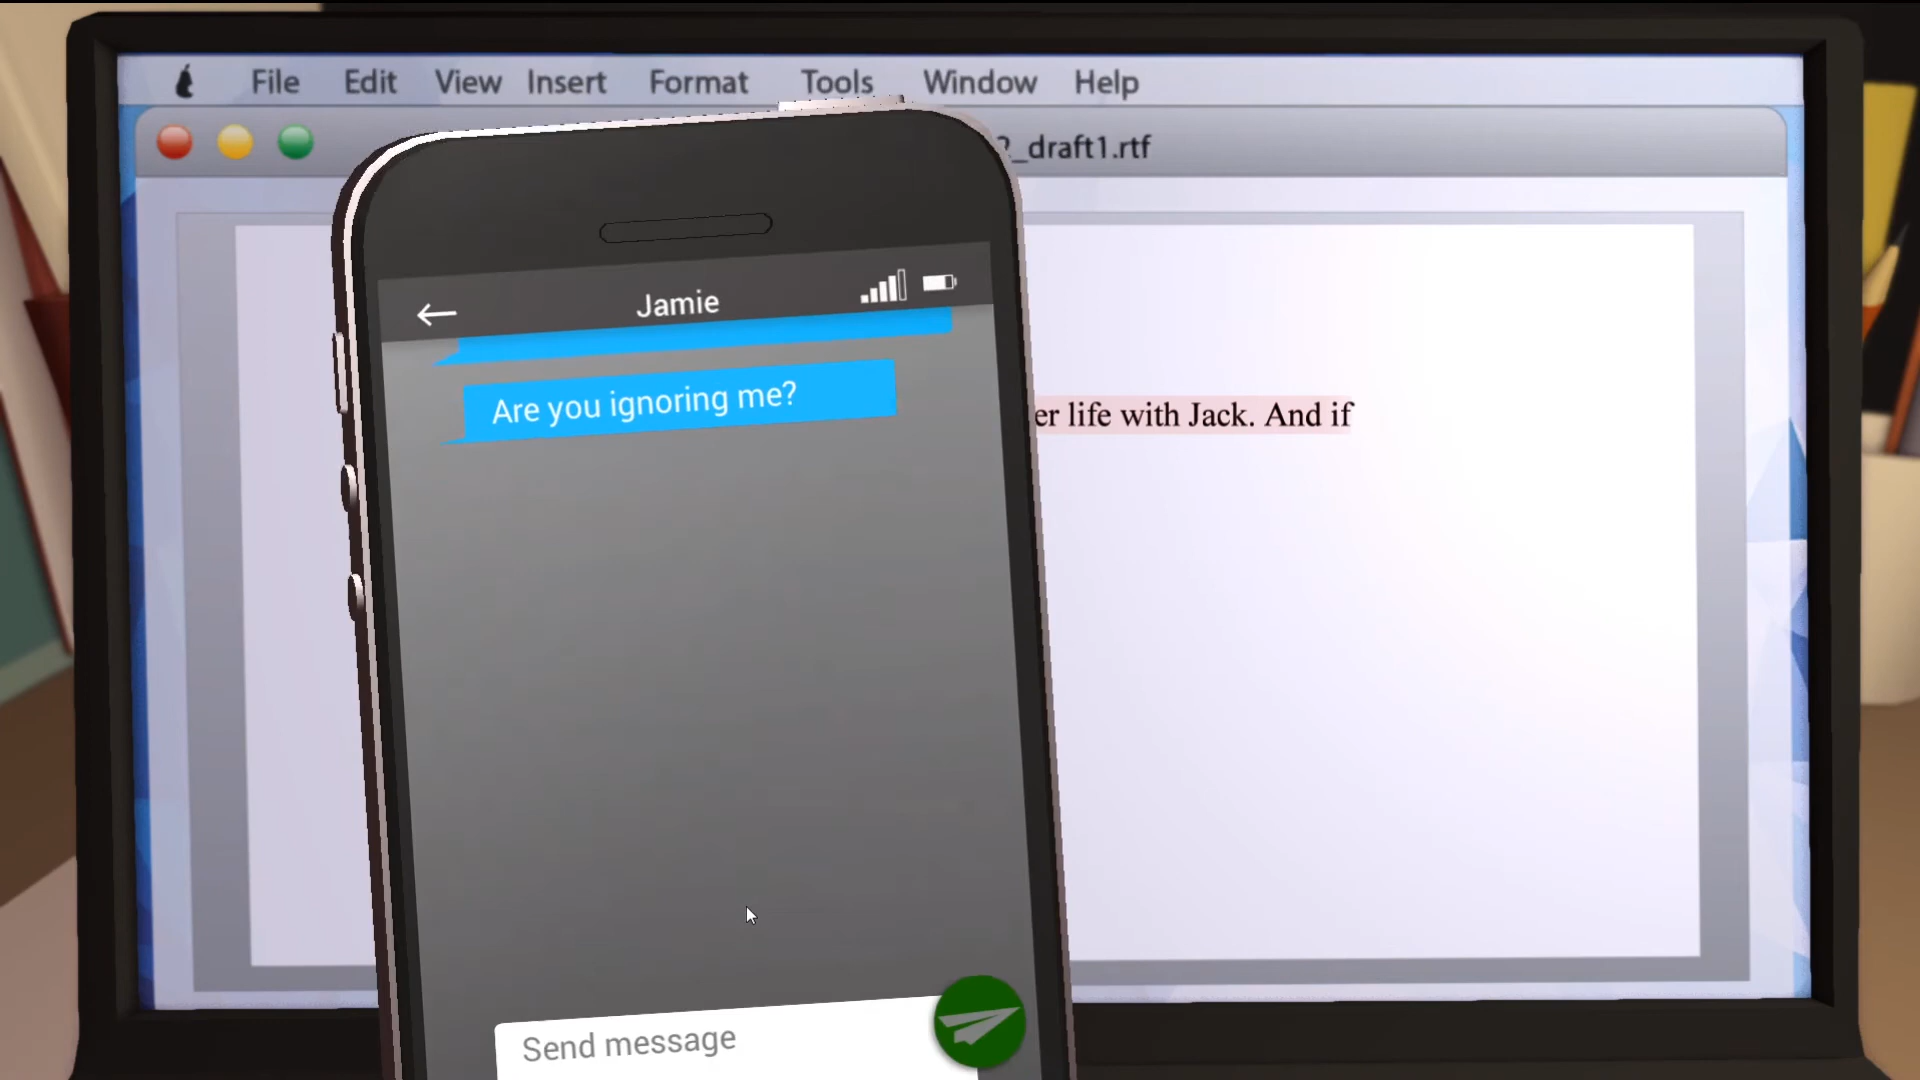 File Edit View Insert Format Tools Window Help
_draft1.rtf
Jamie
Are you ignoring me?
er life with Jack. And if
Send message